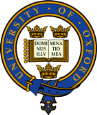 UNIVERSITY OF OXFORD
DOMI MINA
NUS TIO
ILLV MEA